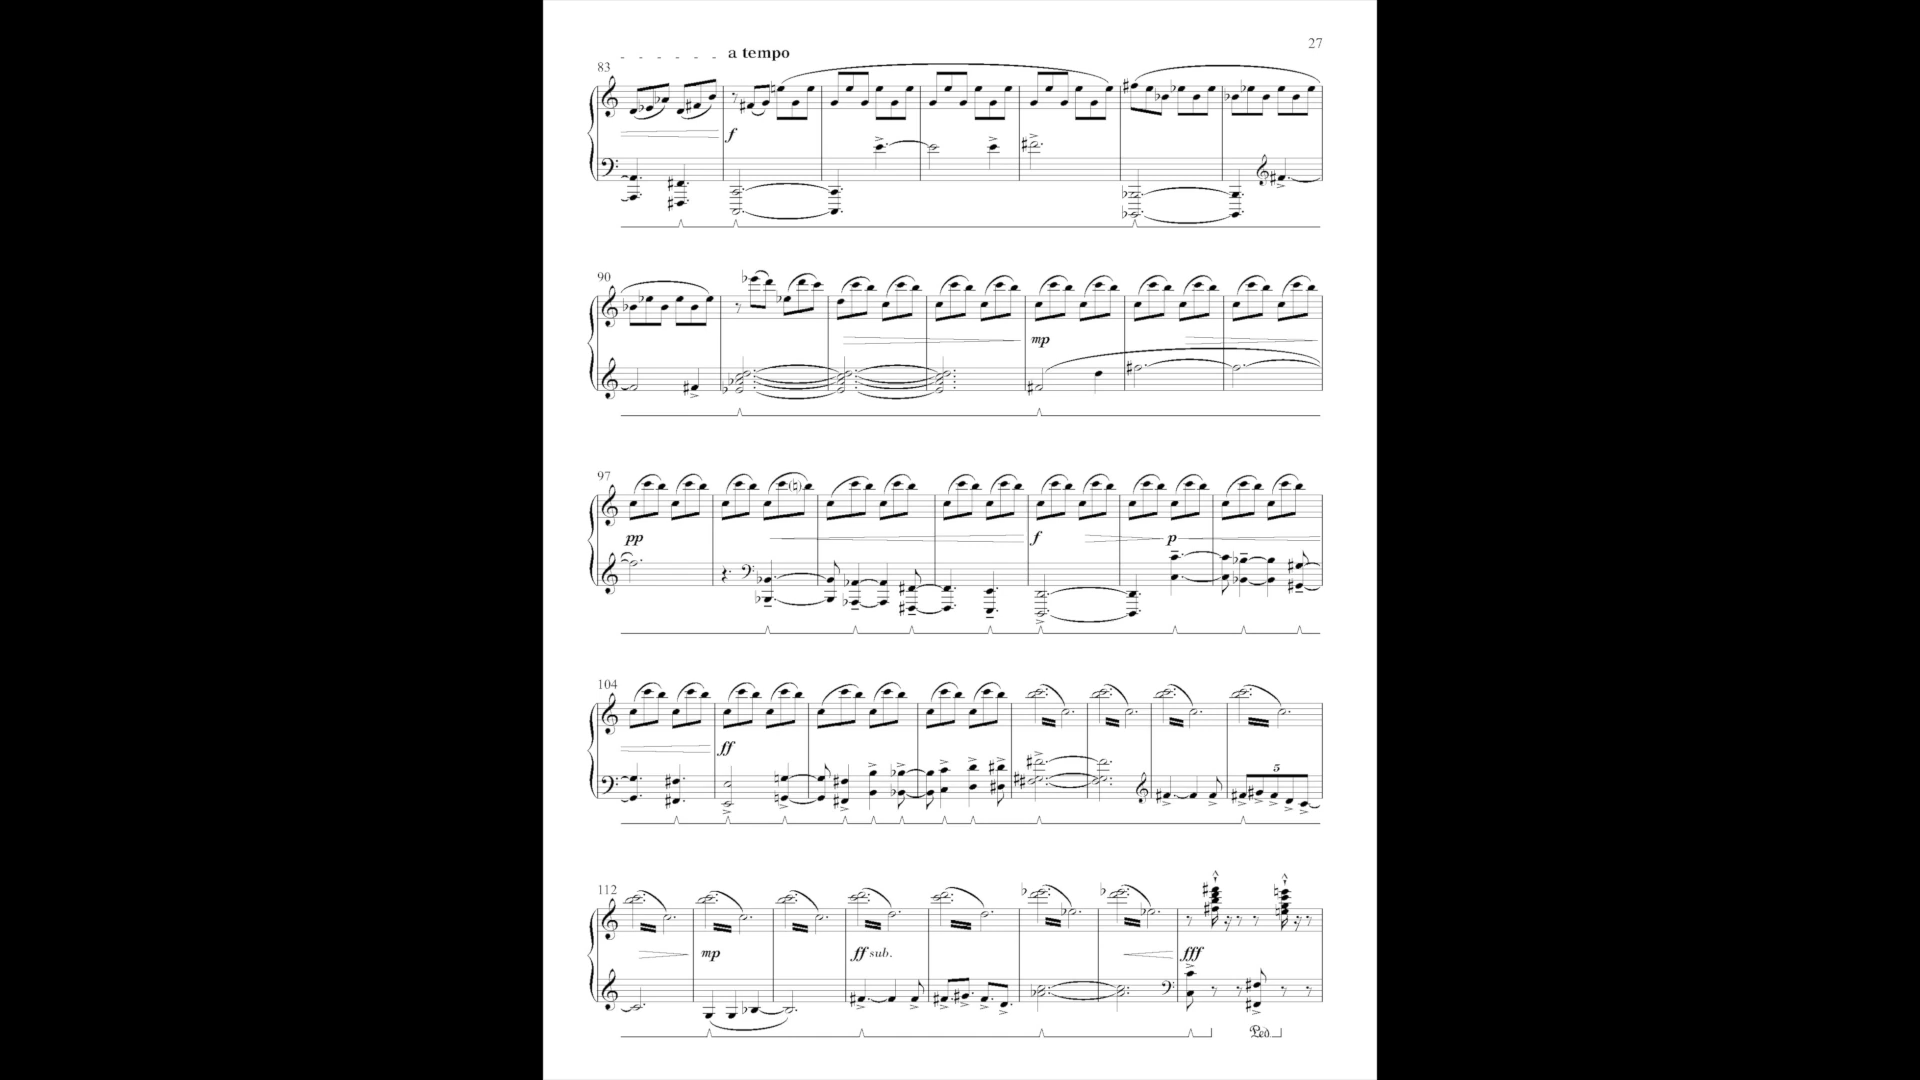 27
a tempo
83
f
90
mp
97
pp
f
p
104
ff
5
112
mp
ff sub.
fff
Ped.